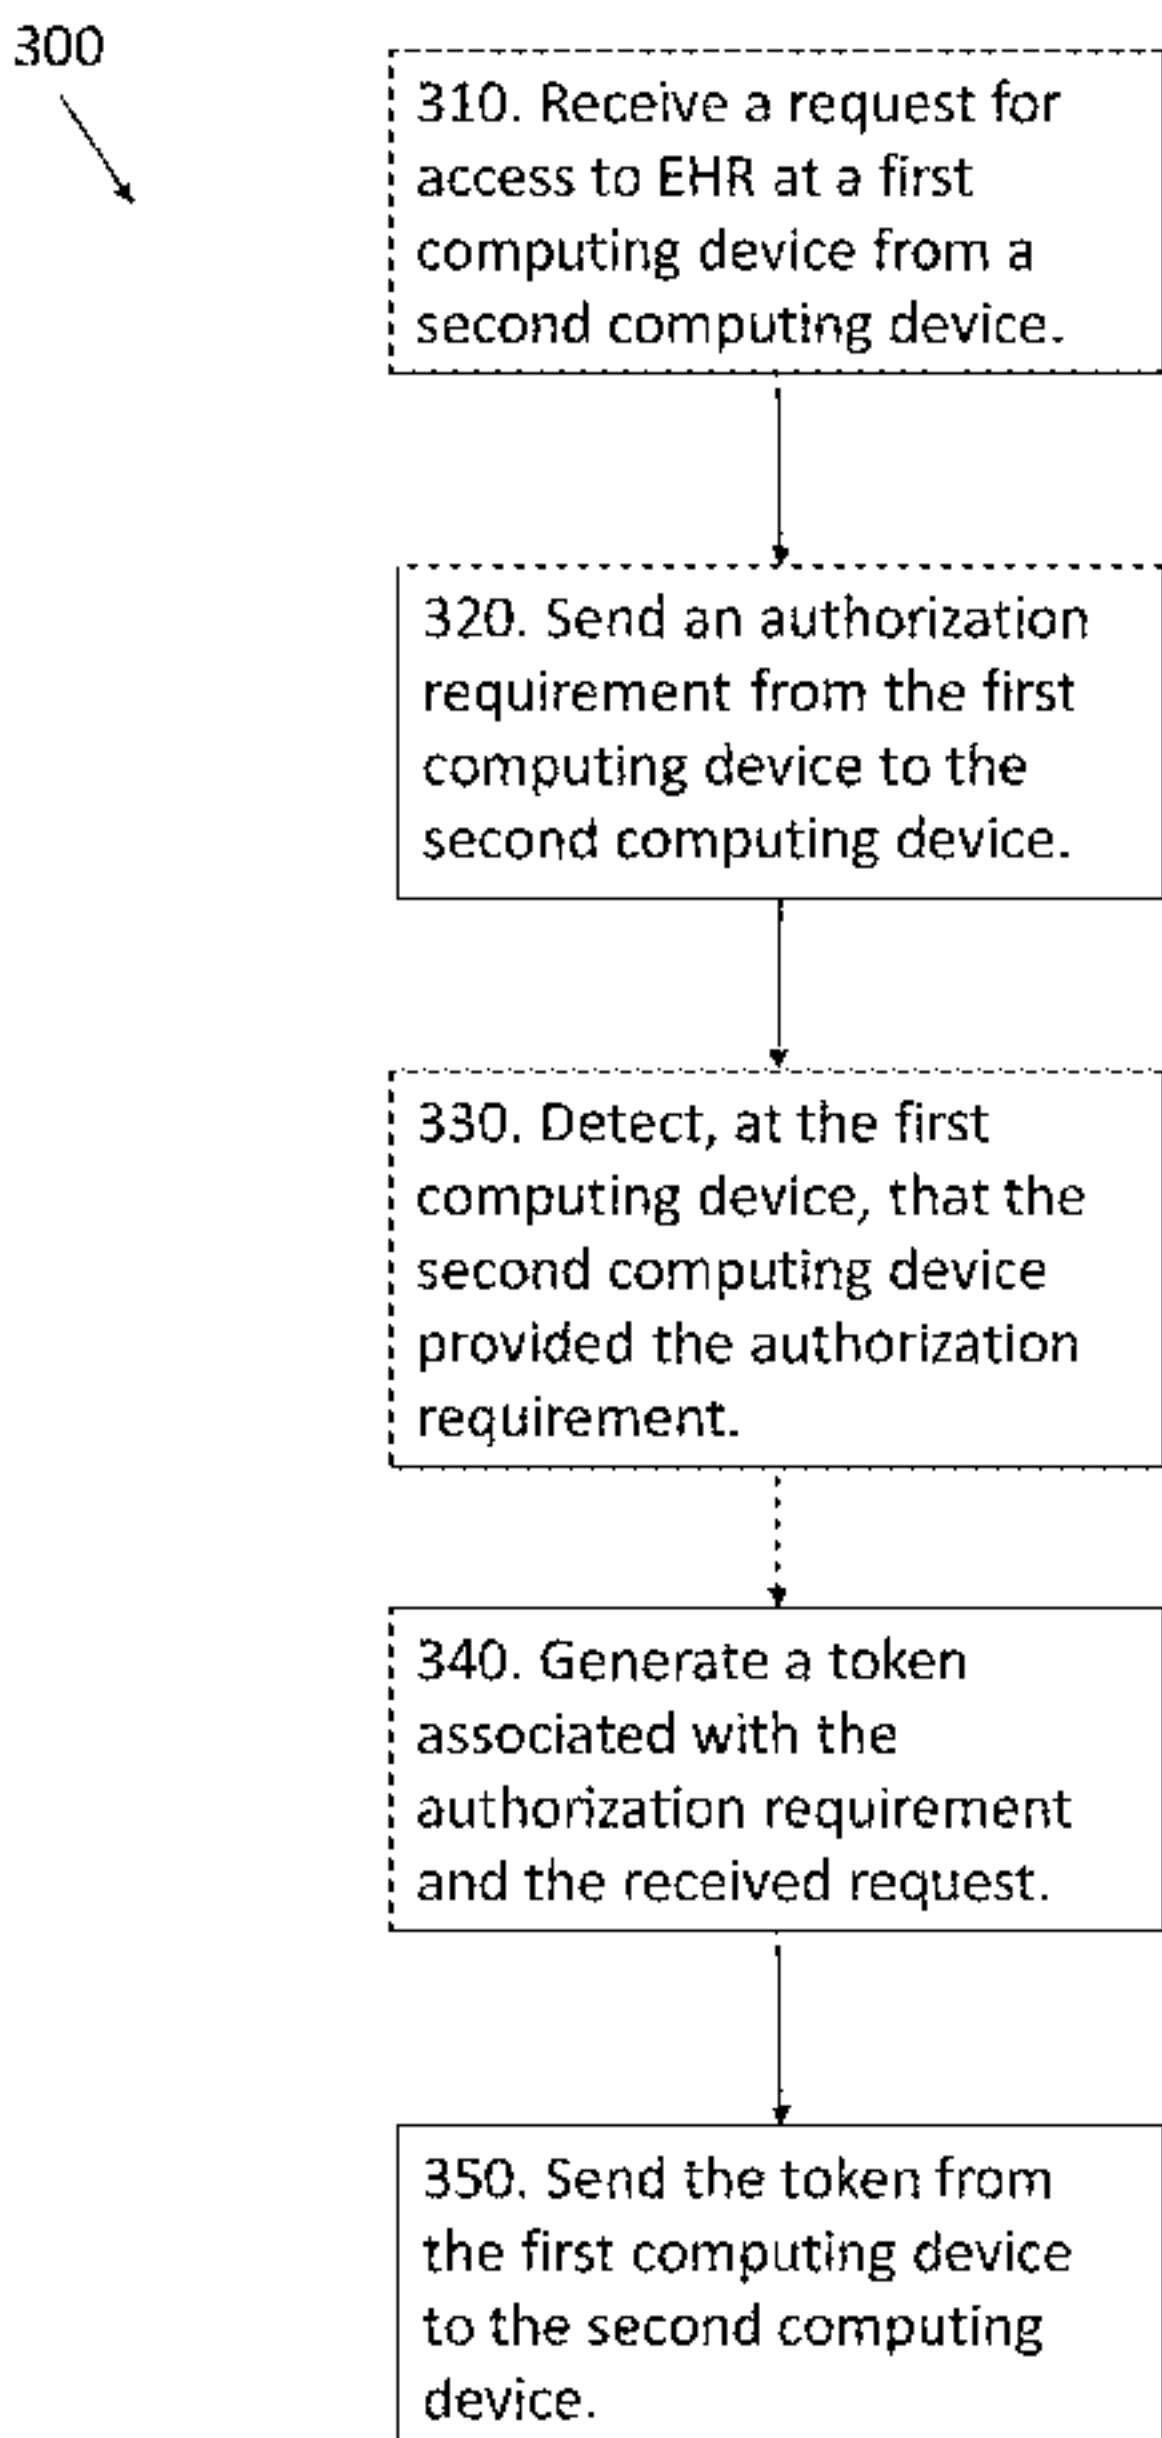 300
310. Receive a request for
access to EHR at a first
computing device from a
second computing device.
320. Send an authorization
requirement from the first
computing device to the
second computing device.
330. Detect, at the first
computing device, that the
second computing device
provided the authorization
requirement.
340. Generate a token
associated with the
authorization requirement
and the received request.
350. Send the token from
the first computing device
to the second computing
device.